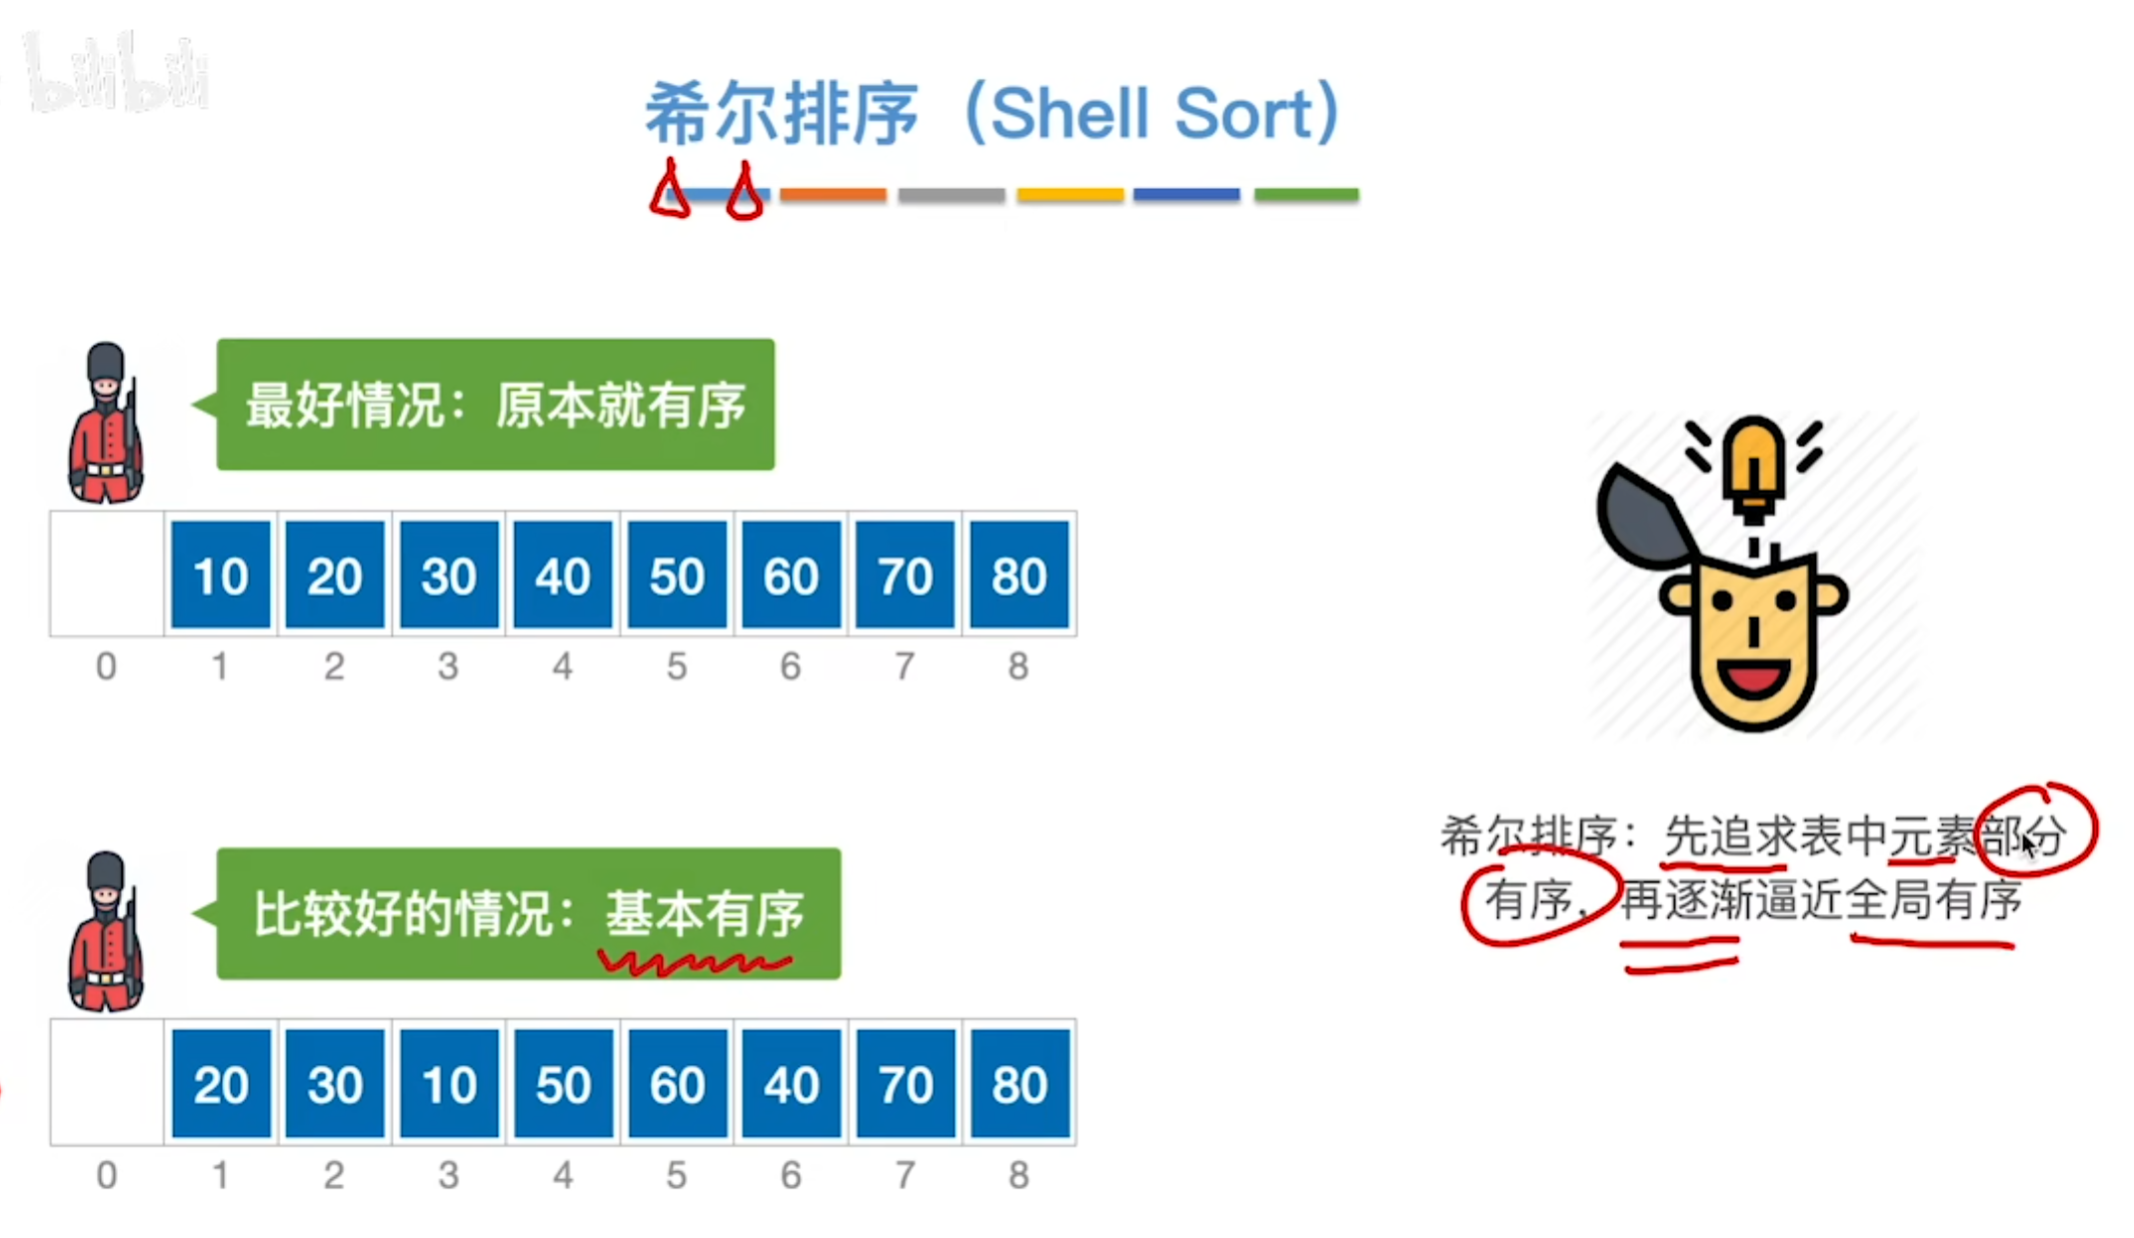 bilibili
希尔排序（Shell Sort）
最好情况：原本就有序
10 20 30 40 50 60 70 80
0 1 2 3 4 5 6 7 8
比较好的情况：基本有序
20 30 10 50 60 40 70 80
0 1 2 3 4 5 6 7 8
希尔排序：先追求表中元素部分
有序，再逐渐逼近全局有序